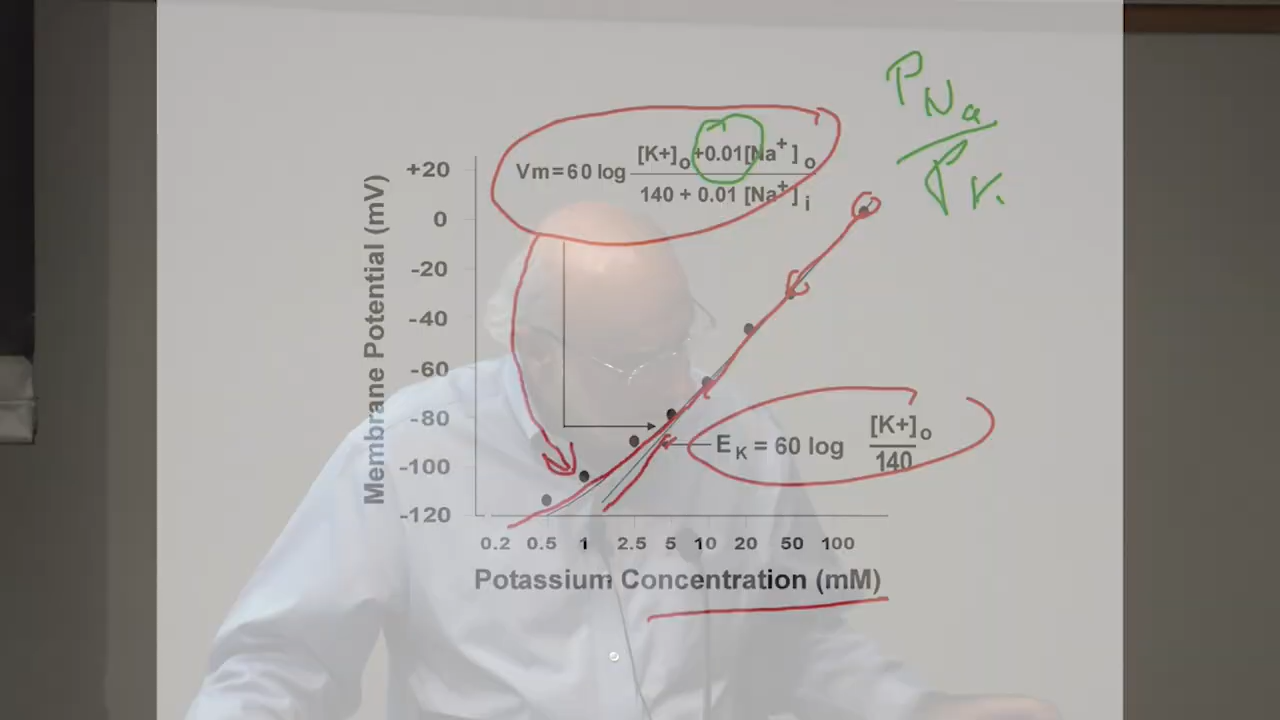 P Na
P K
Vm=60 log [K+]o +0.01[Na+]o
140 + 0.01 [Na+]i
Membrane Potential (mV)
+20
0
-20
-40
-60
-80
-100
-120
EK = 60 log [K+]o
140
0.2 0.5 1 2.5 5 10 20 50 100
Potassium Concentration (mM)